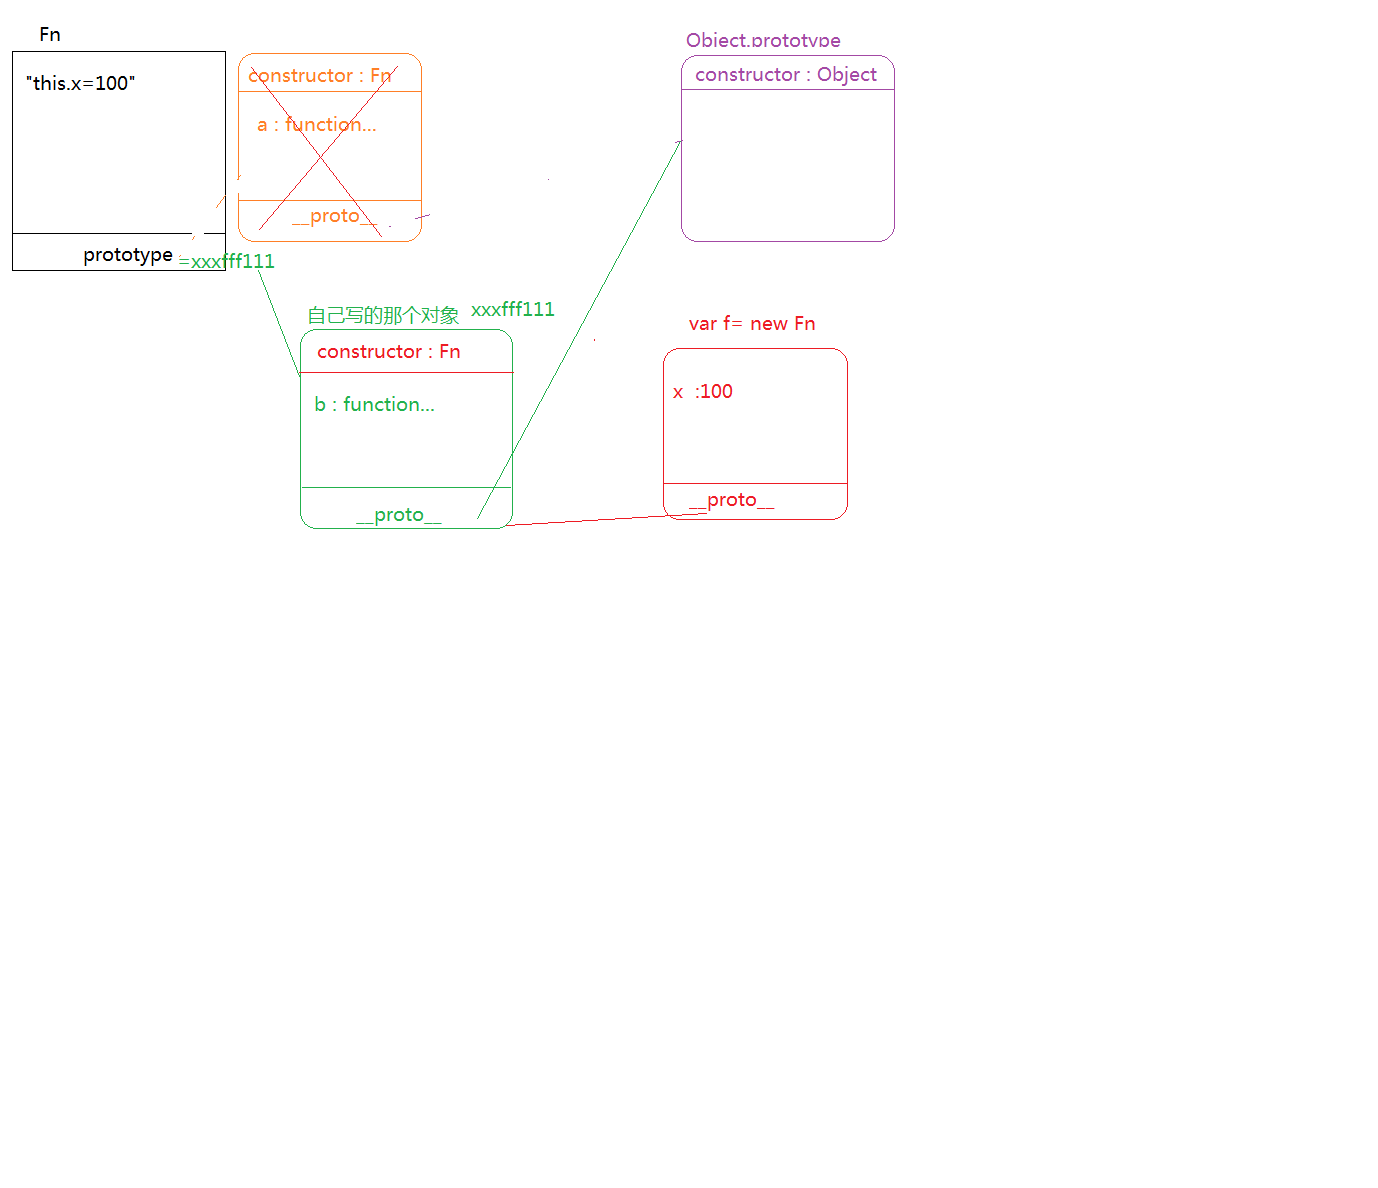 Fn
"this.x=100"
prototype =xxxfff111
constructor : Fn
a : function...
__proto__
Object.prototype
constructor : Object
自己写的那个对象 xxxfff111
constructor : Fn
b : function...
__proto__
var f= new Fn
x :100
__proto__